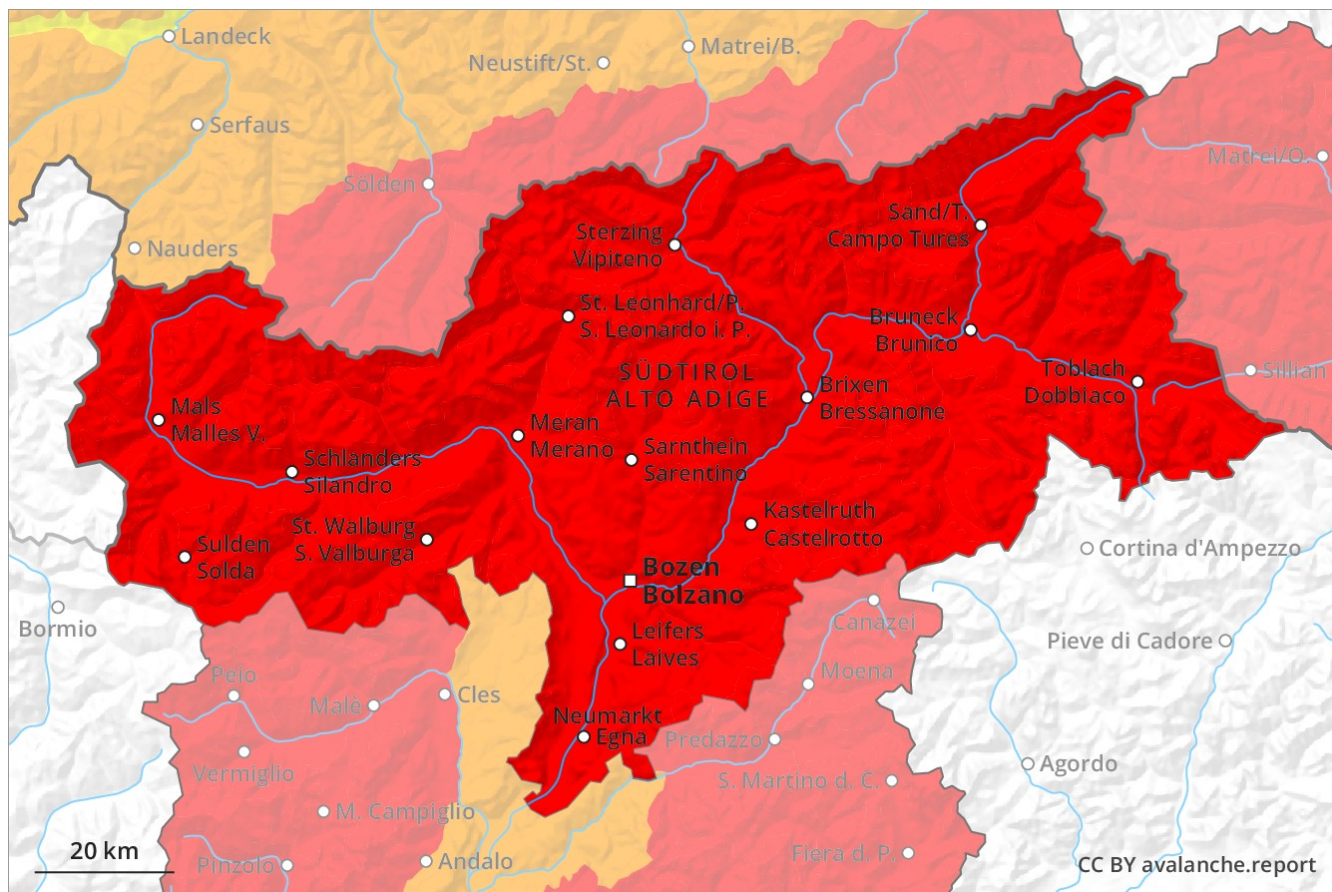 Landeck
Matrei/B.
Neustift/St.
Serfaus
Matrei/O.
Sölden
Sand/T.
Campo Tures
Sterzing
Vipiteno
Nauders
St. Leonhard/P.
S. Leonardo i. P.
Bruneck
Brunico
SÜDTIROL
ALTO ADIGE
Toblach
Dobbiaco
Sillian
Brixen
Bressanone
Mals
Malles V.
Meran
Merano
Sarnthein
Sarentino
Schlanders
Silandro
Kastelruth
Castelrotto
St. Walburg
S. Valburga
Sulden
Solda
Cortina d'Ampezzo
Bozen
Bolzano
Bormio
Canazei
Leifers
Laives
Pieve di Cadore
Peio
Moena
Malè
Cles
Neumarkt
Egna
Predazzo
Vermiglio
Agordo
S. Martino d. C.
M. Campiglio
20 km
Andalo
Fiera d. P.
Pinzolo
CC BY avalanche.report